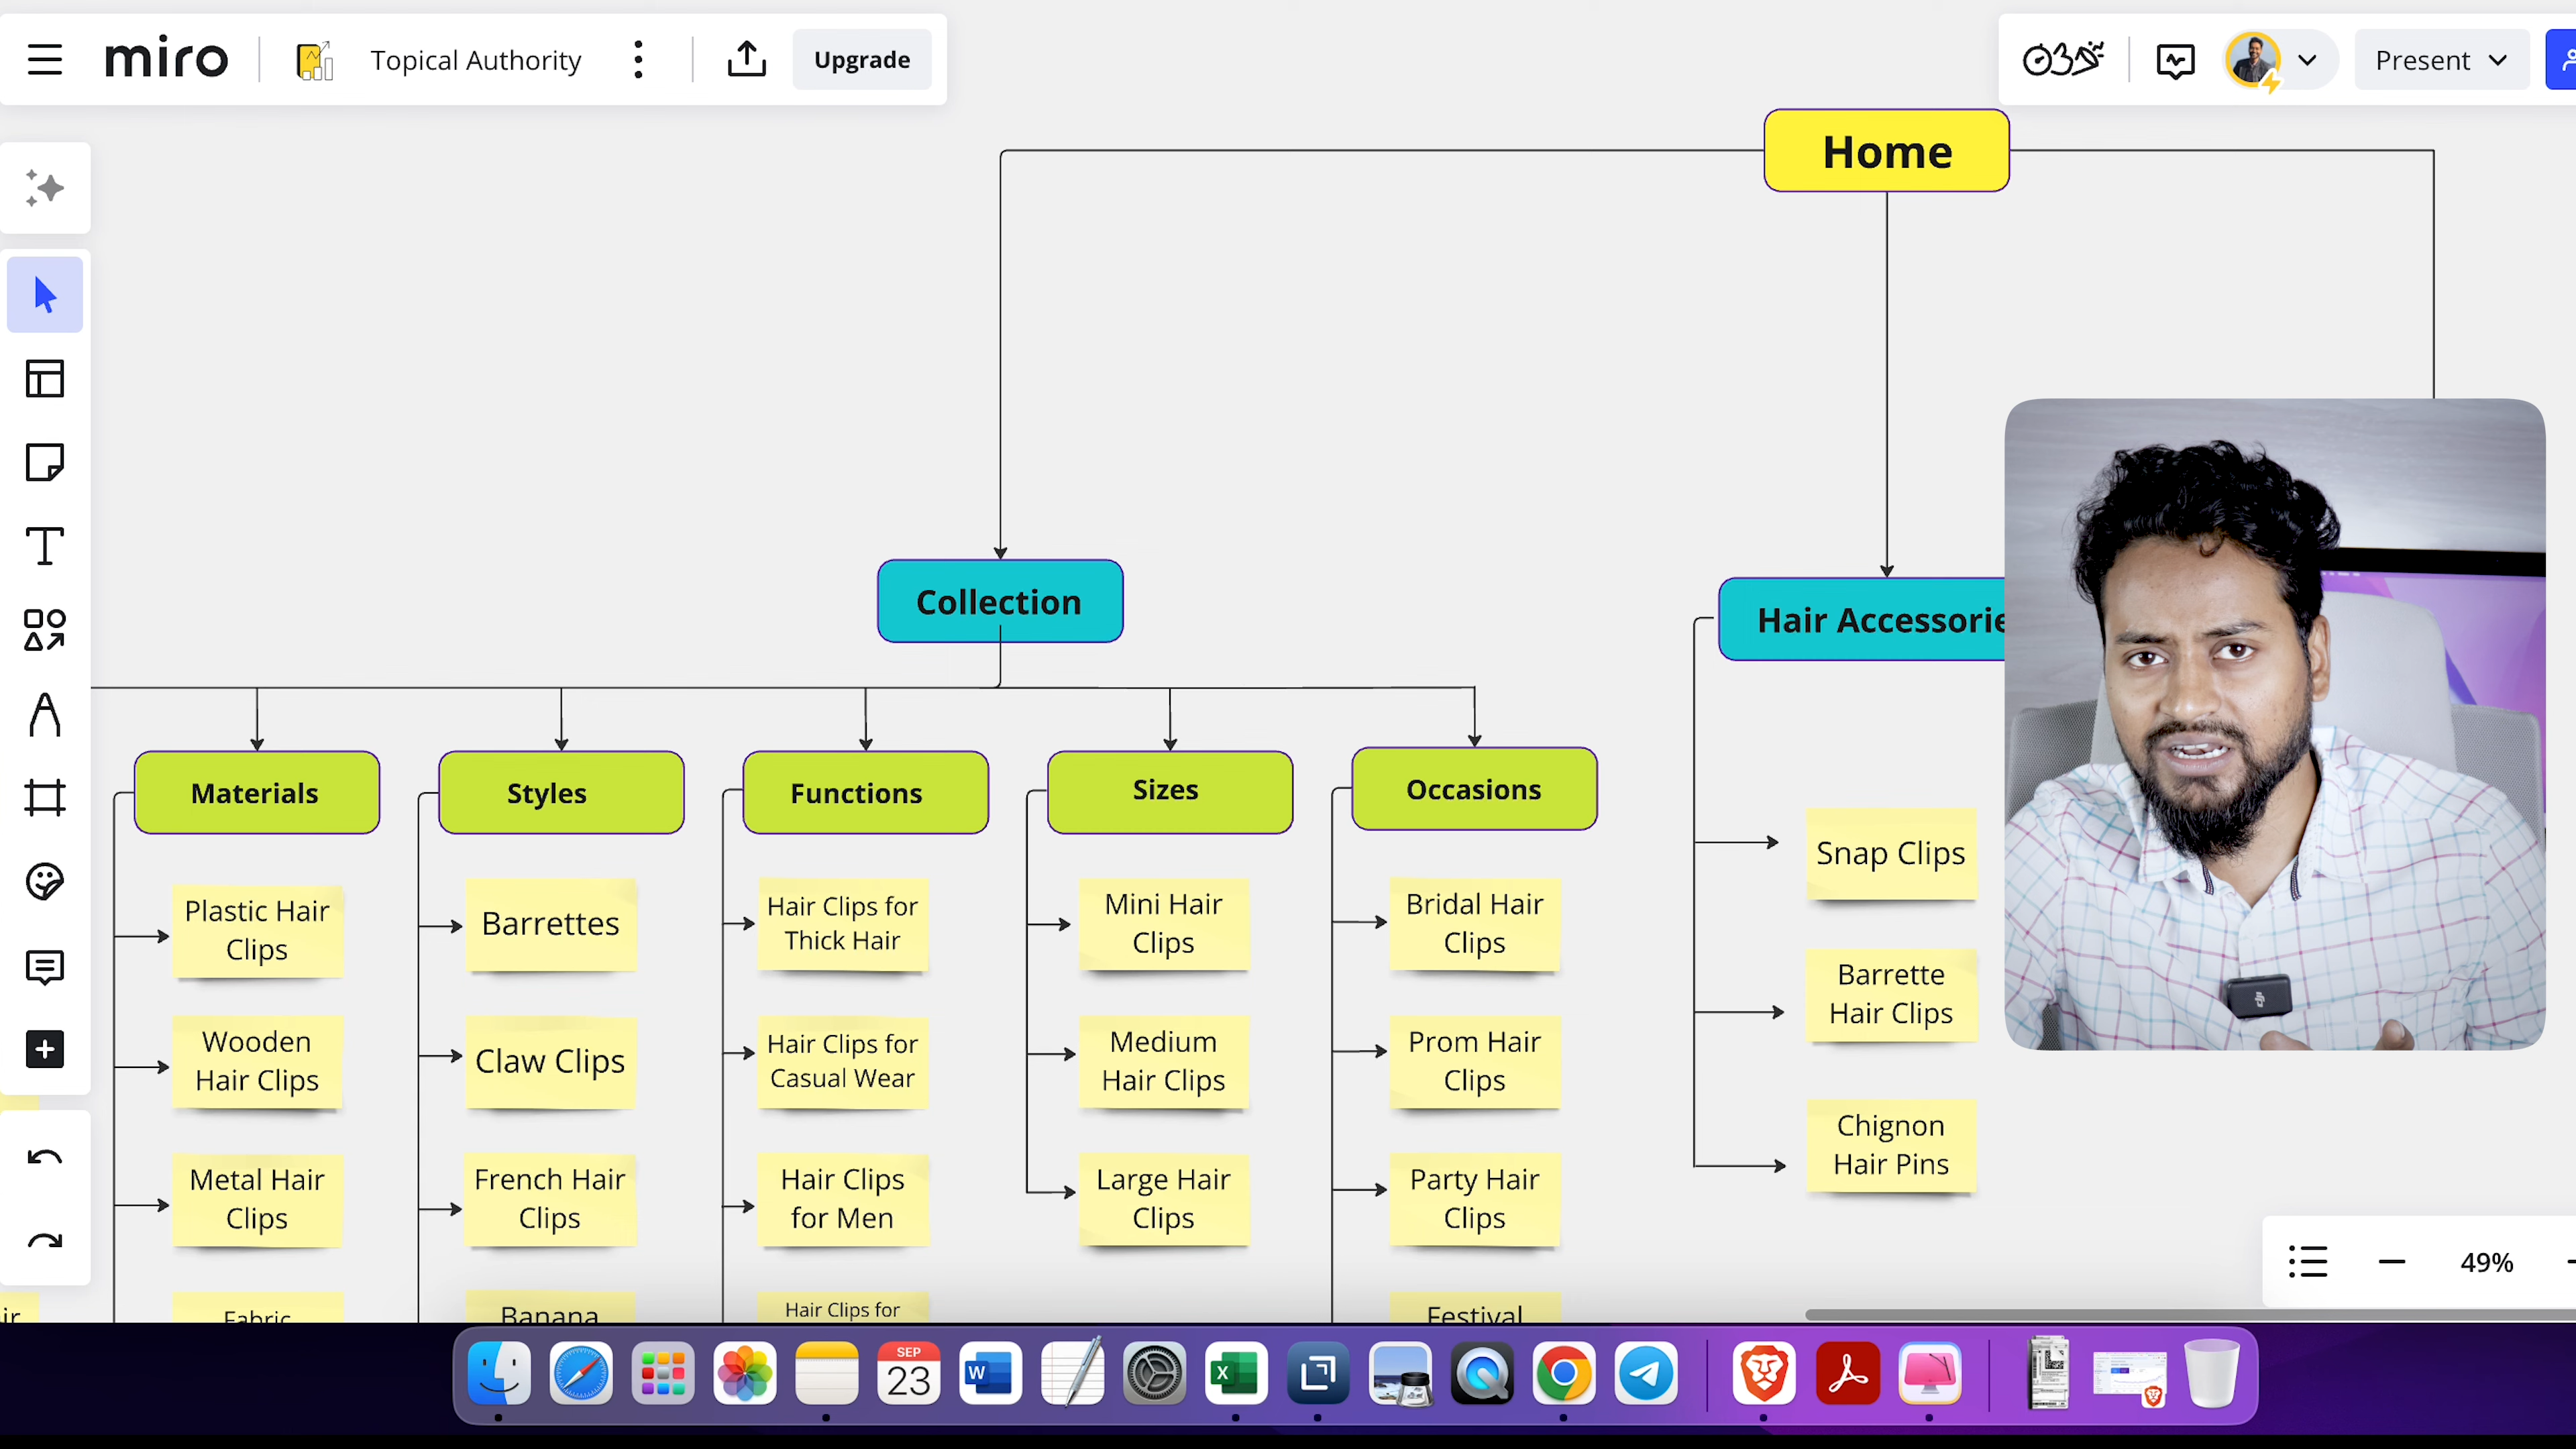 miro
Topical Authority
Upgrade
Present
Home
Collection
Hair Accessorie
Materials
Styles
Functions
Sizes
Occasions
Plastic Hair
Clips
Wooden
Hair Clips
Metal Hair
Clips
Fabric
Barrettes
Claw Clips
French Hair
Clips
Banana
Hair Clips for
Thick Hair
Hair Clips for
Casual Wear
Hair Clips
for Men
Hair Clips for
Mini Hair
Clips
Medium
Hair Clips
Large Hair
Clips
Bridal Hair
Clips
Prom Hair
Clips
Party Hair
Clips
Festival
Snap Clips
Barrette
Hair Clips
Chignon
Hair Pins
ir
49%
SEP
23
W
X
dji